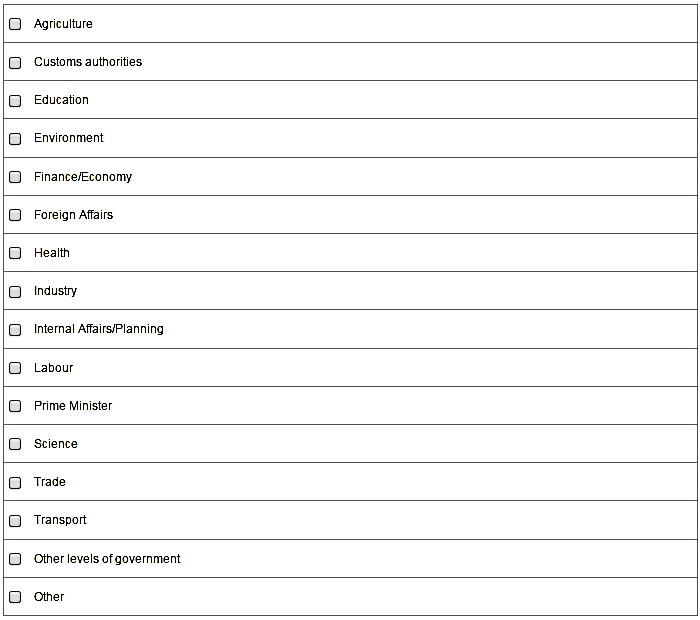 Agriculture
Customs authorities
Education
Environment
Finance/Economy
Foreign Affairs
Health
Industry
Internal Affairs/Planning
Labour
Prime Minister
Science
Trade
Transport
Other levels of government
Other